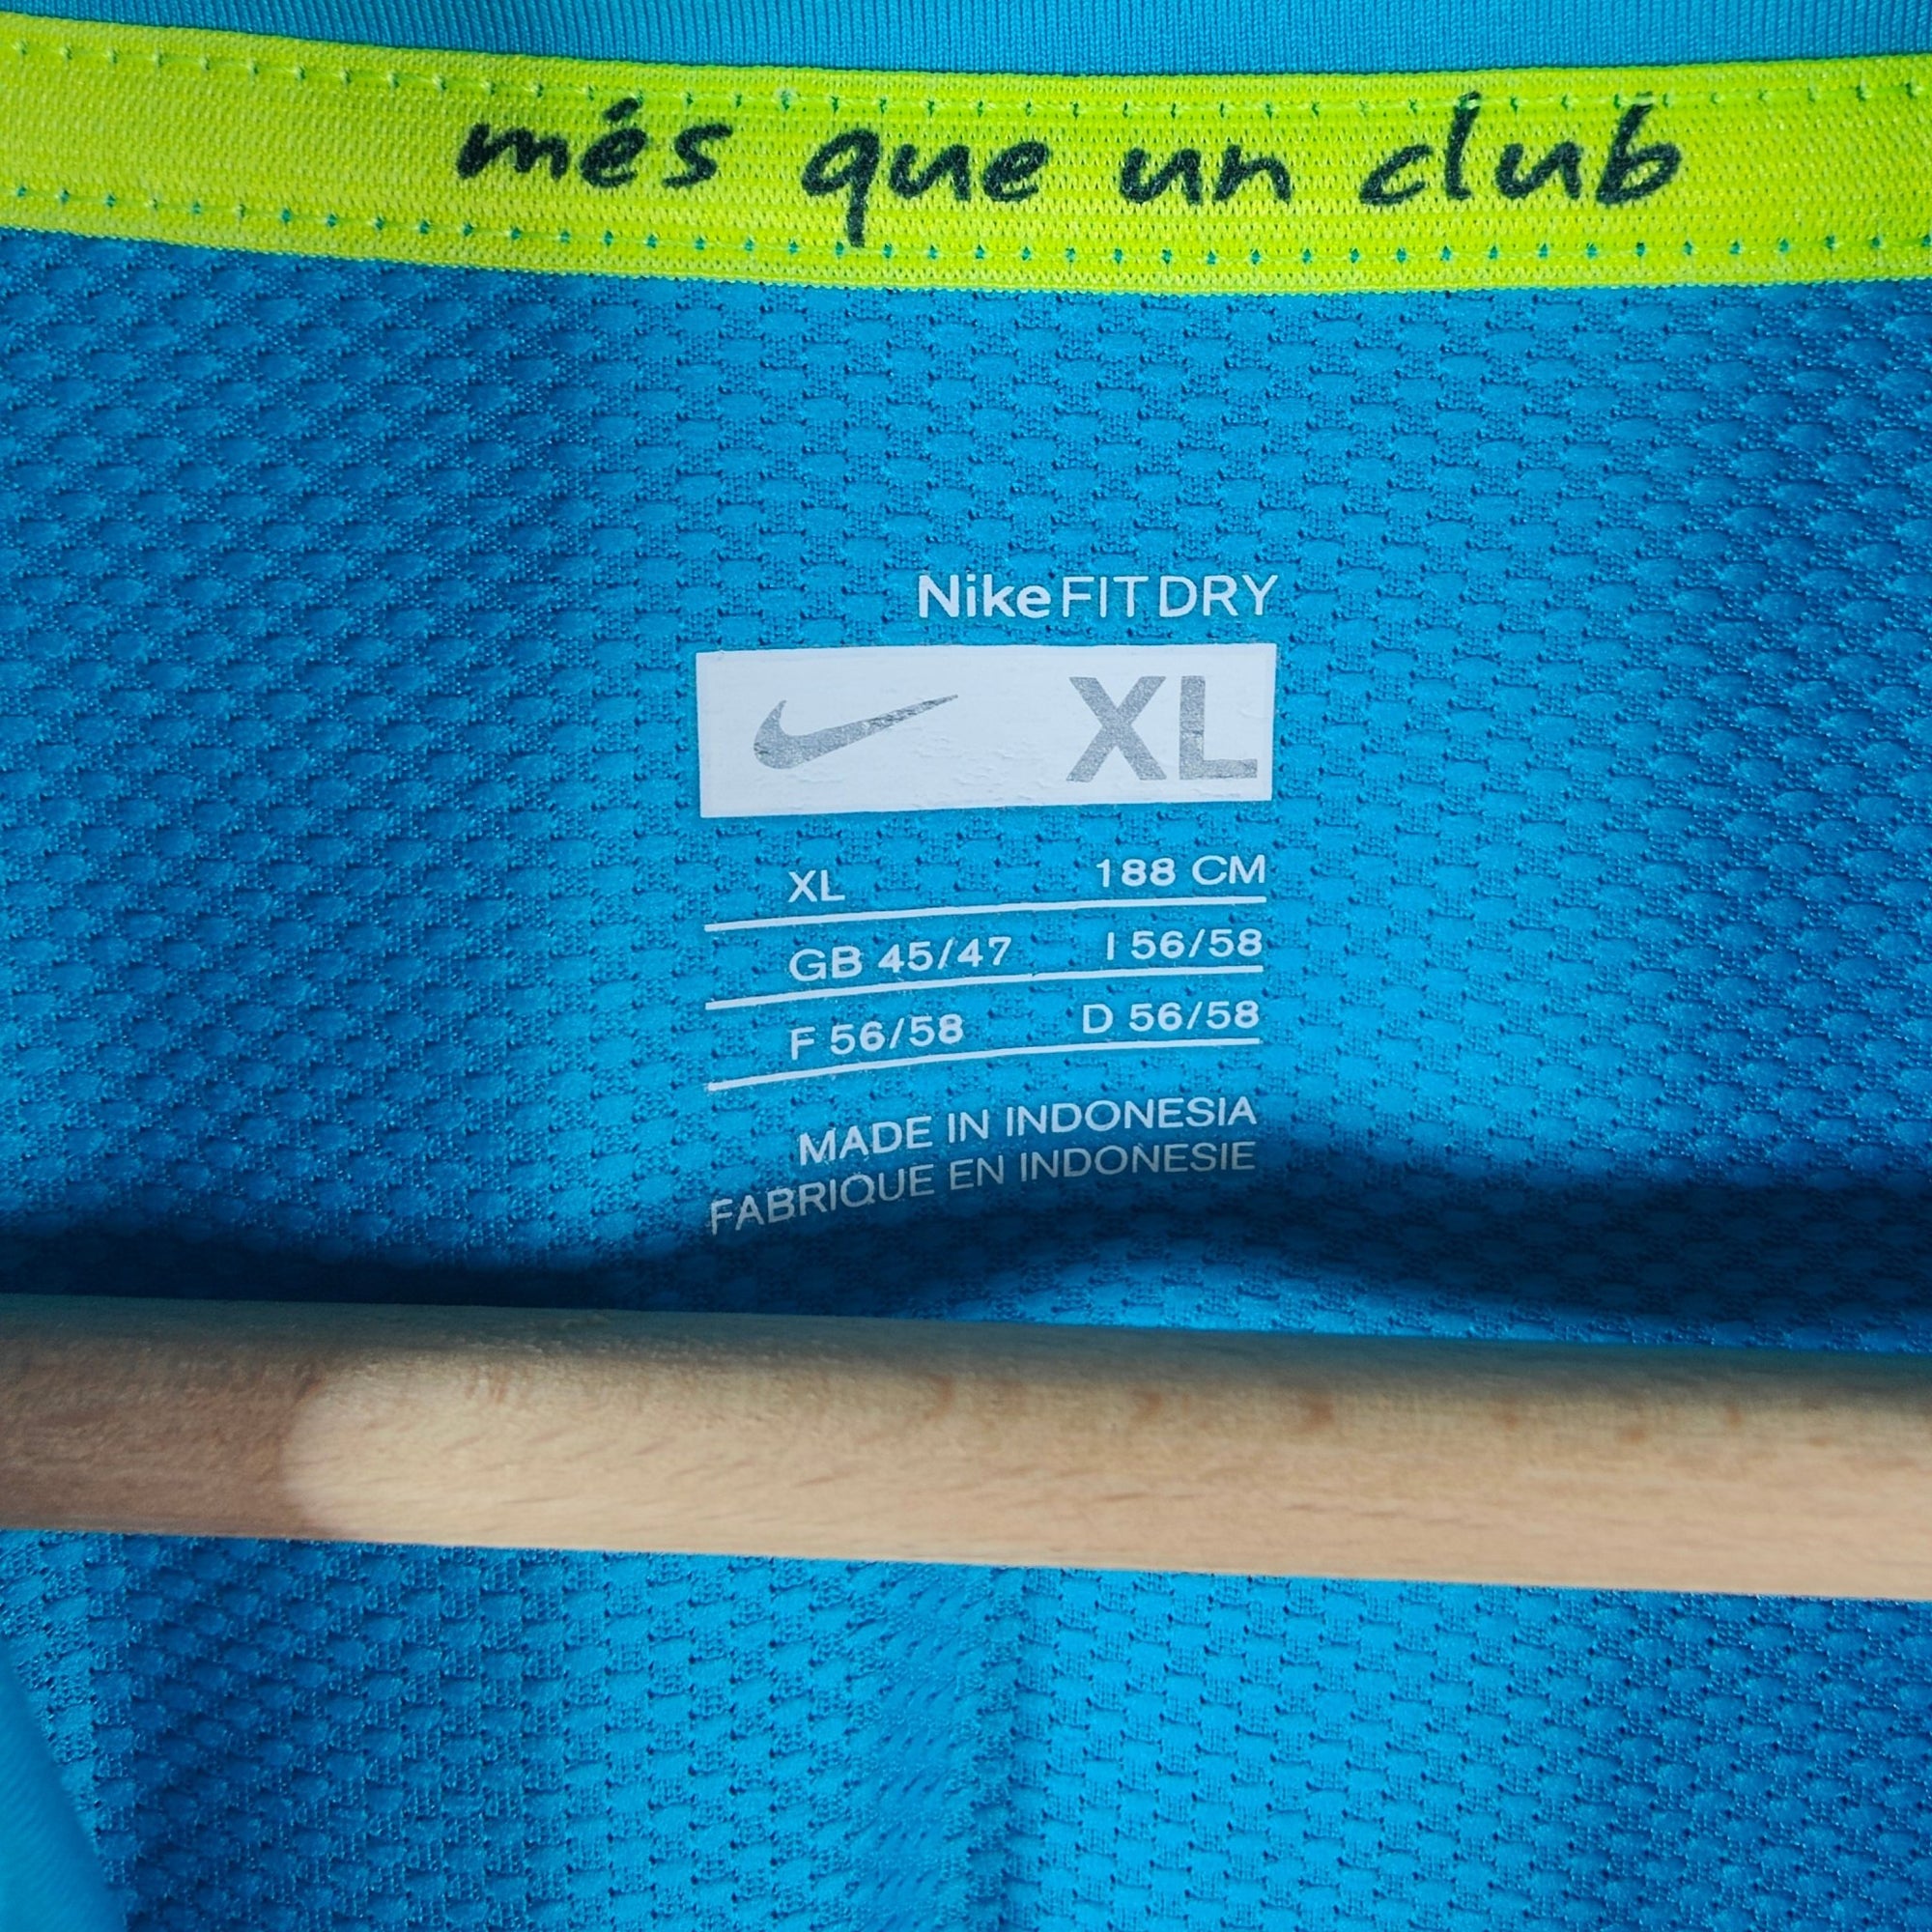 més que un club
NikeFIT DRY
XL
XL 188 CM
GB 45/47 I 56/58
F 56/58 D 56/58
MADE IN INDONESIA
FABRIQUE EN INDONESIE